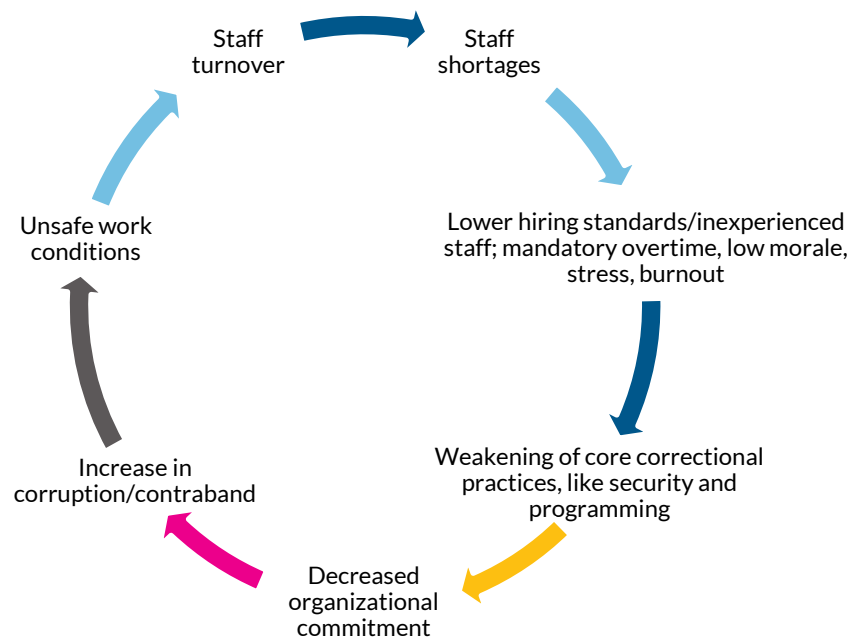 Staff
turnover
Staff
shortages
Lower hiring standards/inexperienced
staff; mandatory overtime, low morale,
stress, burnout
Weakening of core correctional
practices, like security and
programming
Decreased
organizational
commitment
Increase in
corruption/contraband
Unsafe work
conditions